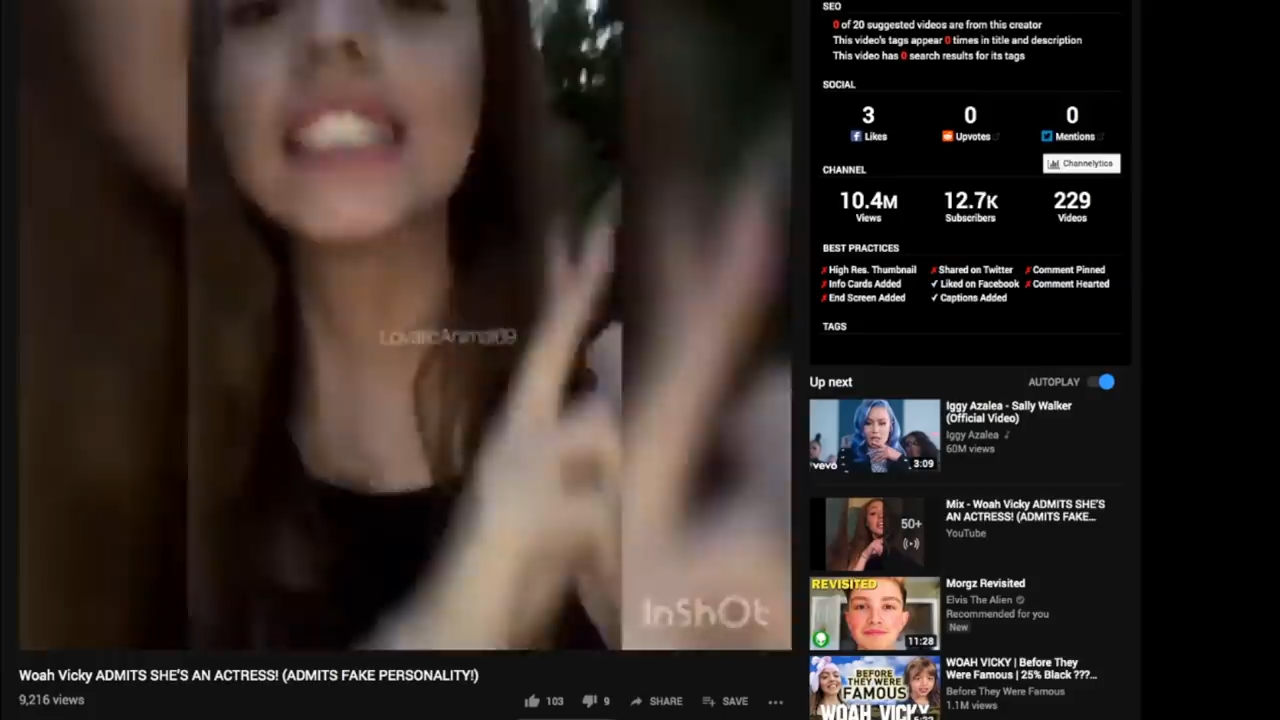 LovaticAnimal69
InShOt
Woah Vicky ADMITS SHE'S AN ACTRESS! (ADMITS FAKE PERSONALITY!)
9,216 views
103
9
SHARE
SAVE
SEO
0 of 20 suggested videos are from this creator
This video's tags appear 0 times in title and description
This video has 0 search results for its tags
SOCIAL
3 0 0
Likes Upvotes Mentions
CHANNEL
Channelytics
10.4M 12.7K 229
Views Subscribers Videos
BEST PRACTICES
✗ High Res. Thumbnail ✗ Shared on Twitter ✗ Comment Pinned
✗ Info Cards Added ✓ Liked on Facebook ✗ Comment Hearted
✗ End Screen Added ✓ Captions Added
TAGS
Up next
AUTOPLAY
vevo
3:09
Iggy Azalea - Sally Walker
(Official Video)
Iggy Azalea
60M views
50+
Mix - Woah Vicky ADMITS SHE'S
AN ACTRESS! (ADMITS FAKE...
YouTube
REVISITED
11:28
Morgz Revisited
Elvis The Alien
Recommended for you
New
BEFORE
THEY WERE
FAMOUS
WOAH VICKY
WOAH VICKY | Before They
Were Famous | 25% Black ???...
Before They Were Famous
1.1M views